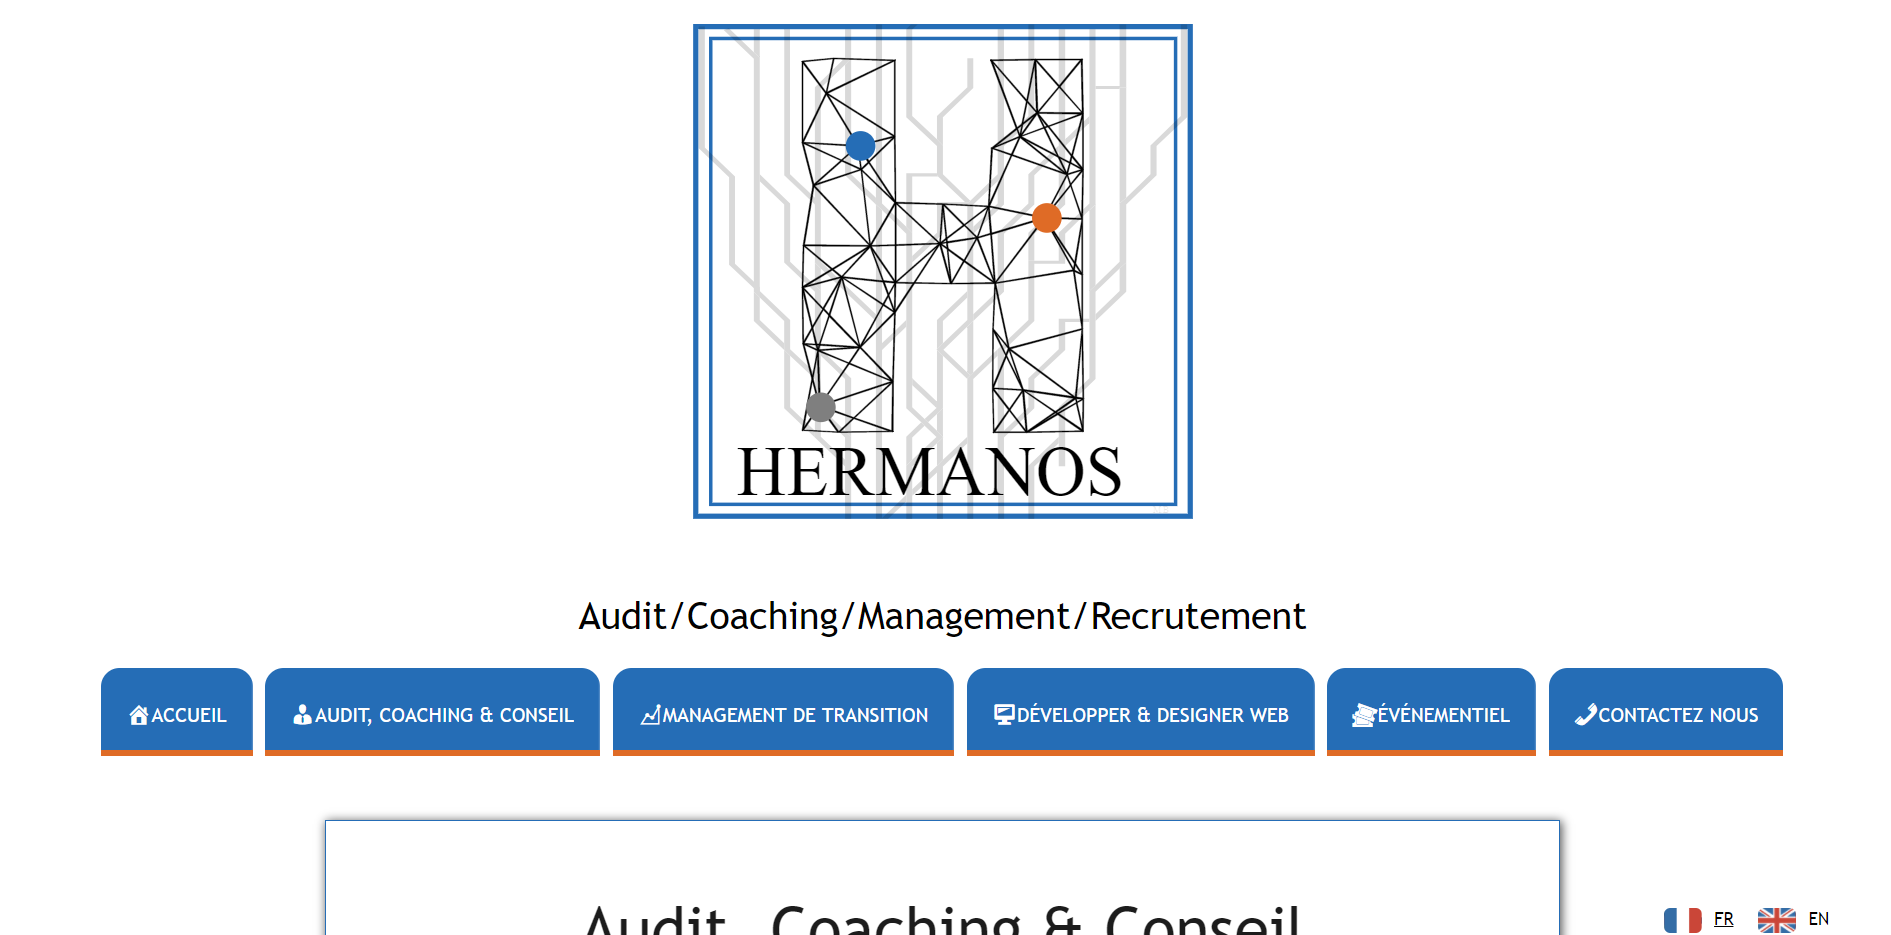 HERMANOS
Audit/Coaching/Management/Recrutement
ACCUEIL
AUDIT, COACHING & CONSEIL
MANAGEMENT DE TRANSITION
DÉVELOPPER & DESIGNER WEB
ÉVÉNEMENTIEL
CONTACTEZ NOUS
Audit, Coaching & Conseil
FR
EN